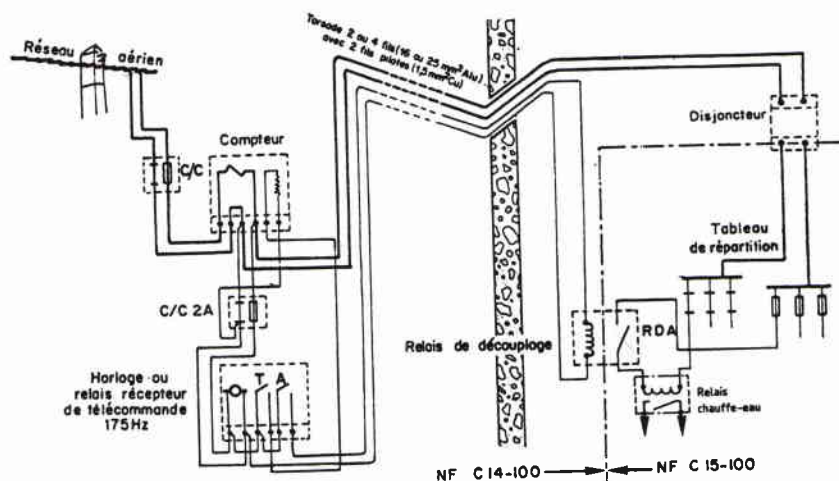 Réseau aérien
Torsade 2 ou 4 fils (16 ou 25 mm² Alu)
avec 2 fils pilotes (1,5 mm² Cu)
Disjoncteur
Compteur
C/C
Tableau
de répartition
C/C 2A
RDA
Relais de découplage
Horloge ou
relais récepteur
de télécommande
175Hz
T A
Relais
chauffe-eau
NF C 14-100
NF C 15-100